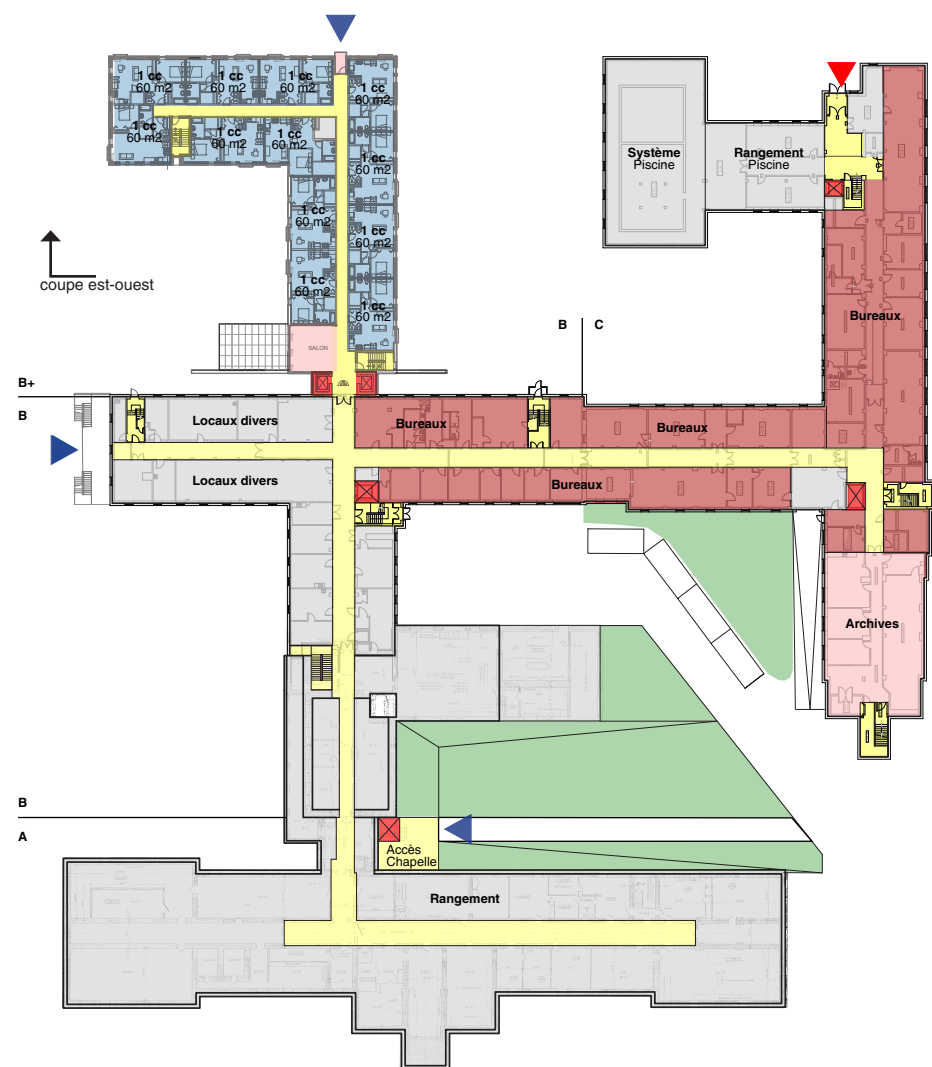 1 cc
60 m2
1 cc
60 m2
1 cc
60 m2
1 cc
60 m2
1 cc
60 m2
1 cc
60 m2
1 cc
60 m2
1 cc
60 m2
1 cc
60 m2
1 cc
60 m2
1 cc
60 m2
1 cc
60 m2
SALON
coupe est-ouest
Système
Piscine
Rangement
Piscine
Bureaux
B C
B+
B
Locaux divers
Bureaux
Bureaux
Locaux divers
Bureaux
Archives
B
A
Accès
Chapelle
Rangement